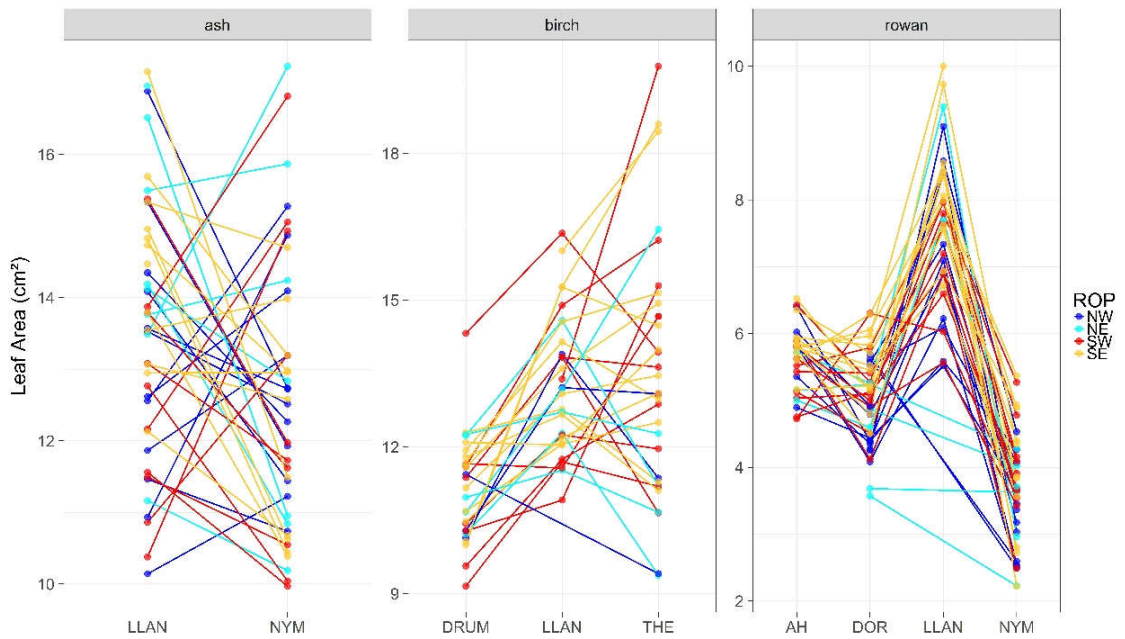 ash birch rowan
Leaf Area (cm²)
16
14
12
10
18
15
12
9
10
8
6
4
2
LLAN NYM
DRUM LLAN THE
AH DOR LLAN NYM
ROP
NW
NE
SW
SE